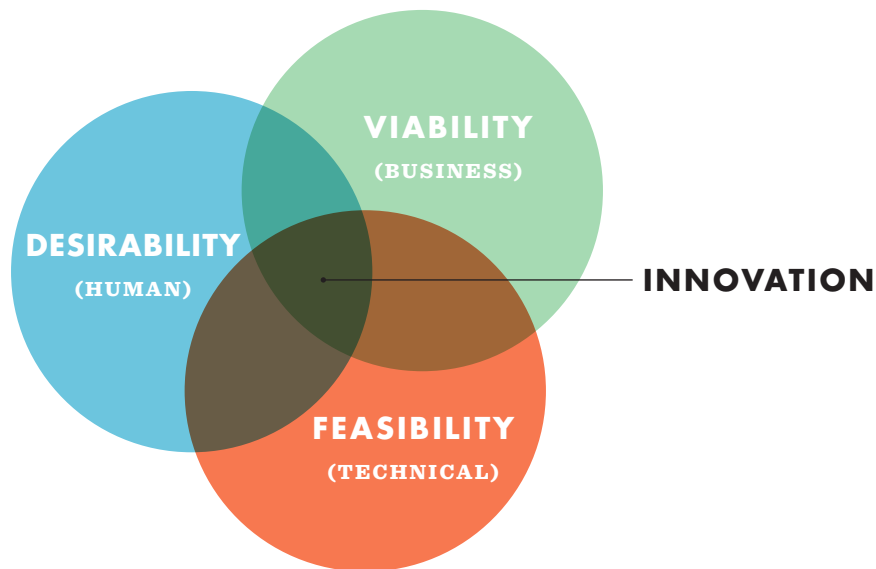 VIABILITY
(BUSINESS)
DESIRABILITY
(HUMAN)
INNOVATION
FEASIBILITY
(TECHNICAL)